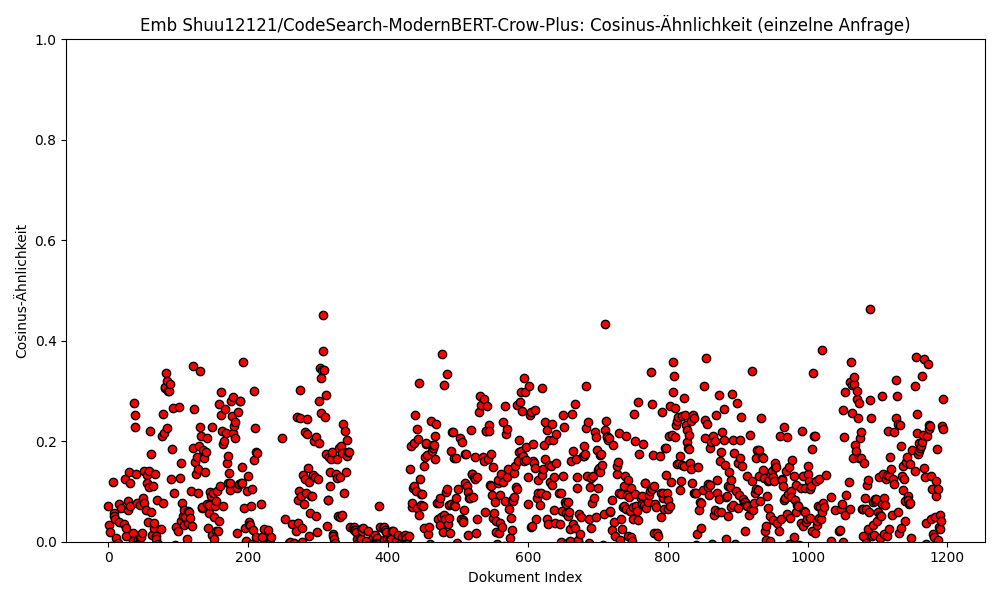 Emb Shuu12121/CodeSearch-ModernBERT-Crow-Plus: Cosinus-Ähnlichkeit (einzelne Anfrage)
1.0
0.8
0.6
0.4
0.2
0.0
Cosinus-Ähnlichkeit
0 200 400 600 800 1000 1200
Dokument Index